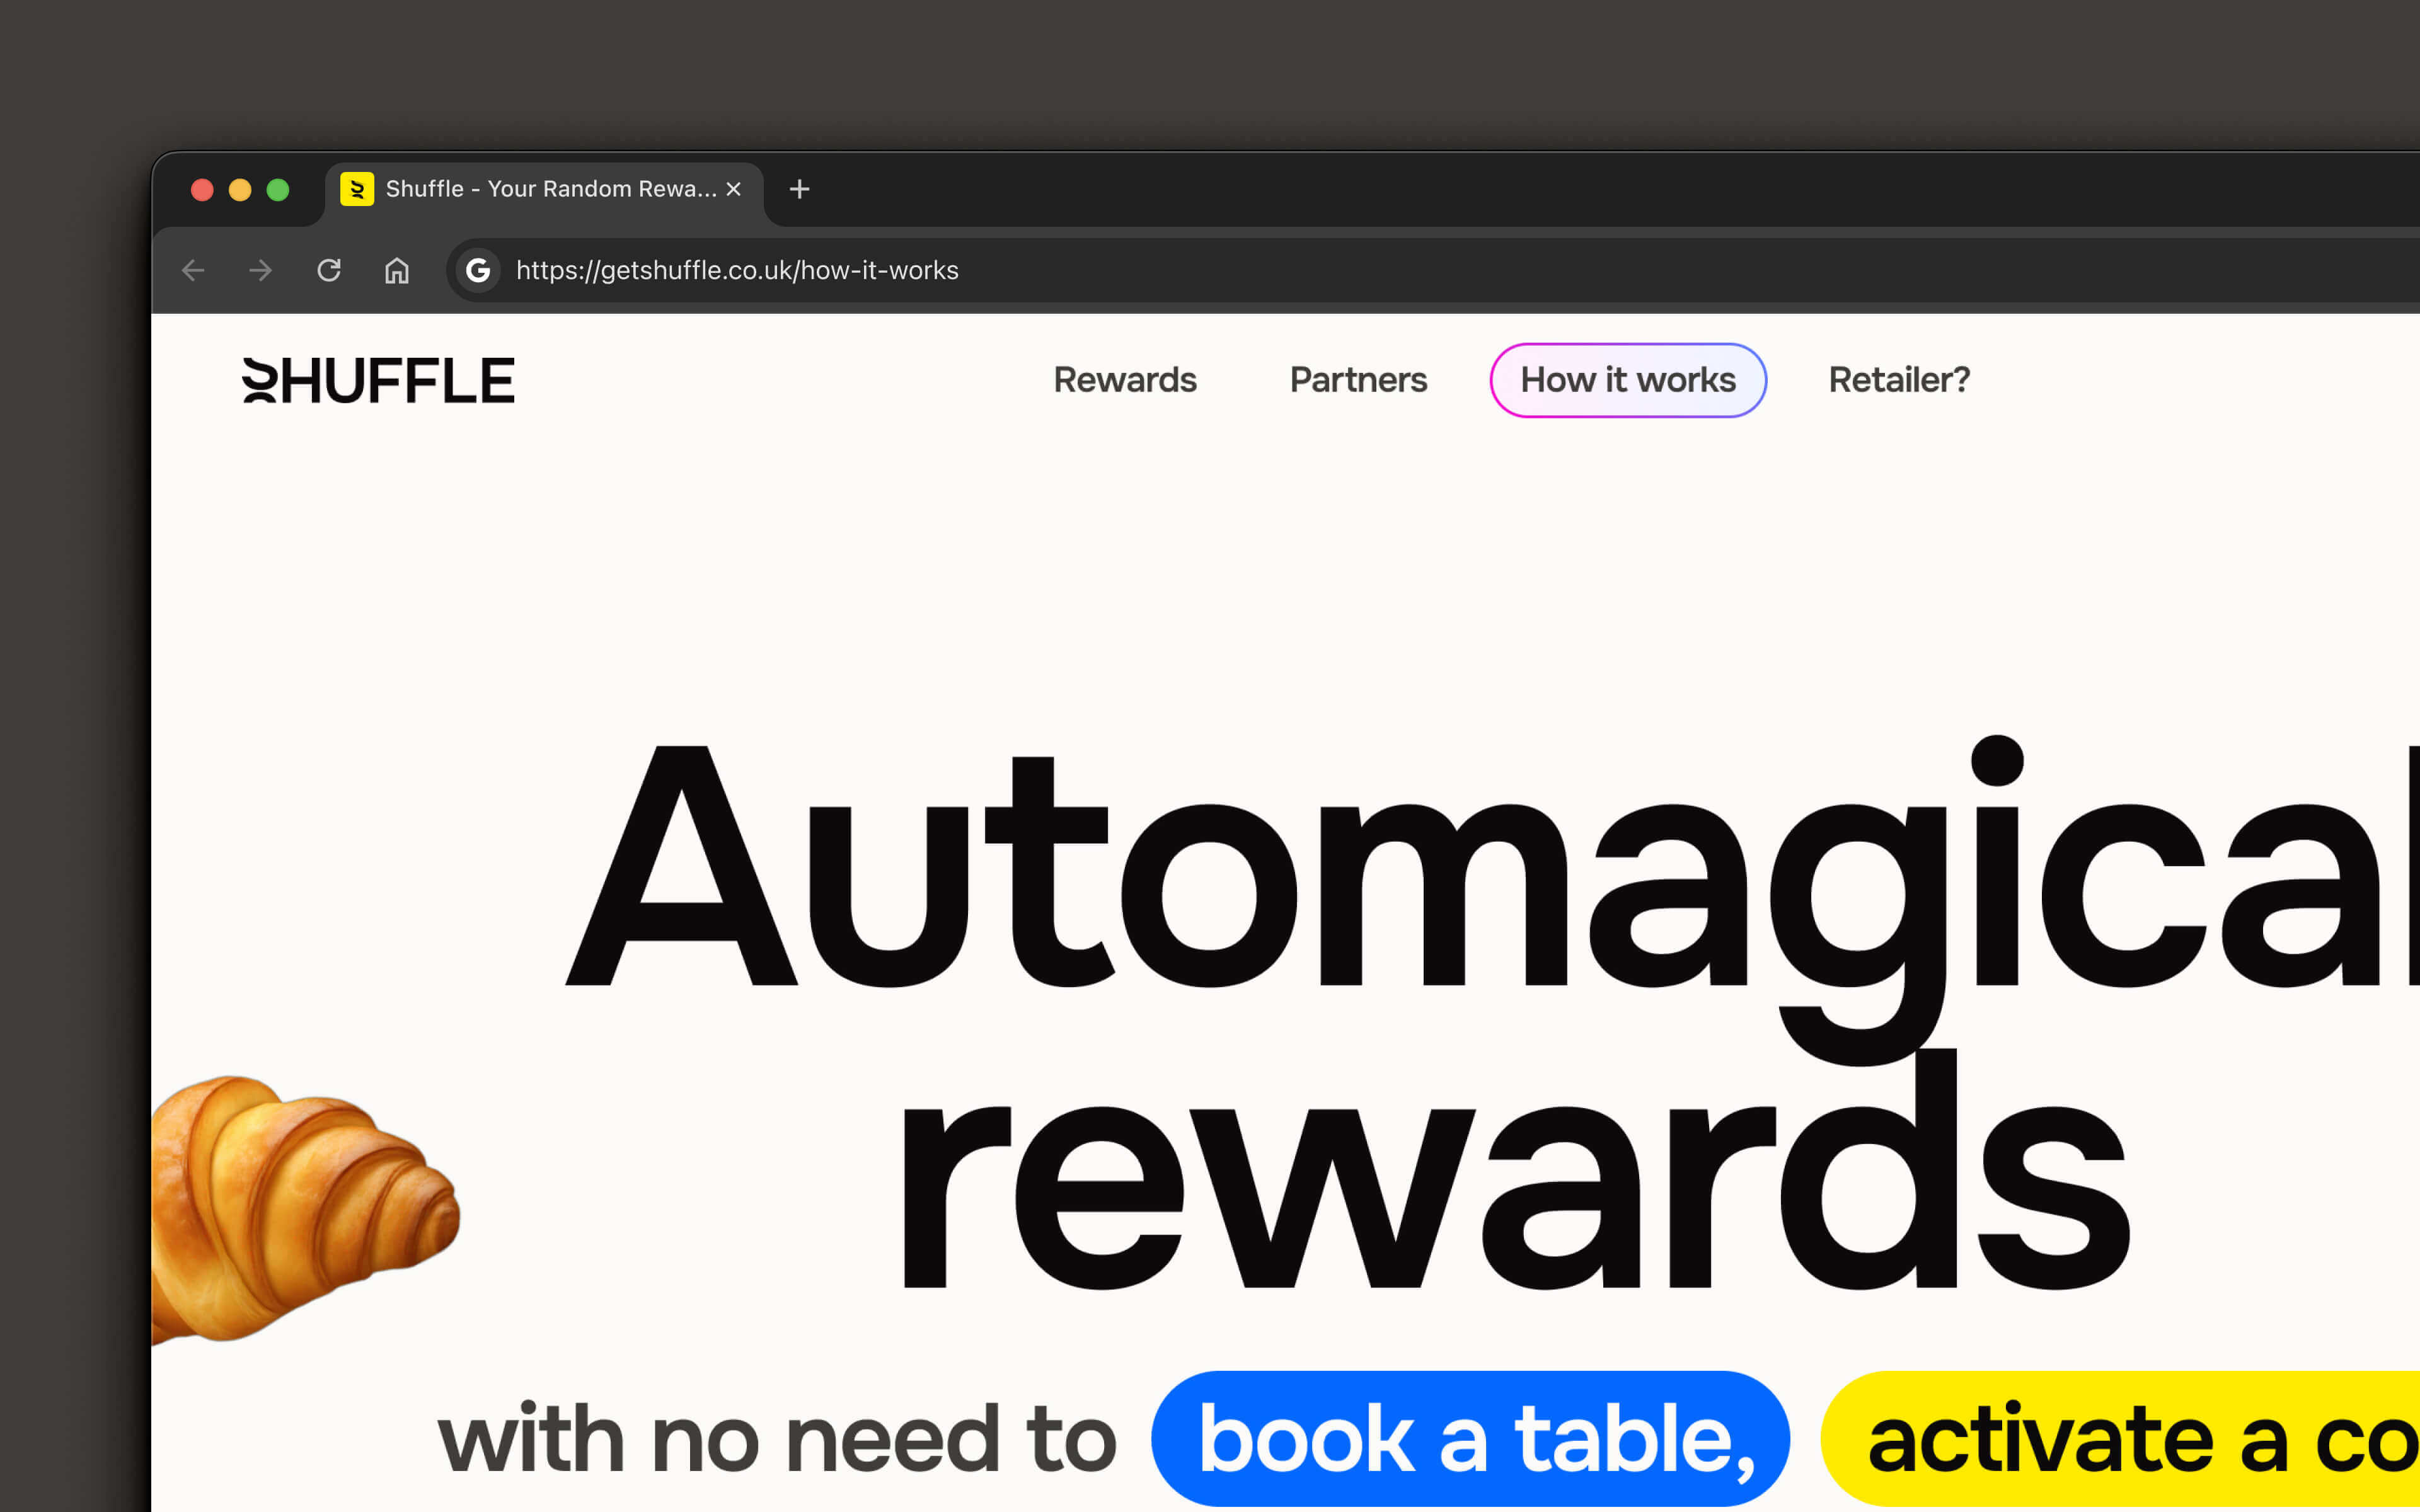 Shuffle - Your Random Rewa...
https://getshuffle.co.uk/how-it-works
SHUFFLE
Rewards Partners How it works Retailer?
Automagical
rewards
with no need to book a table, activate a co